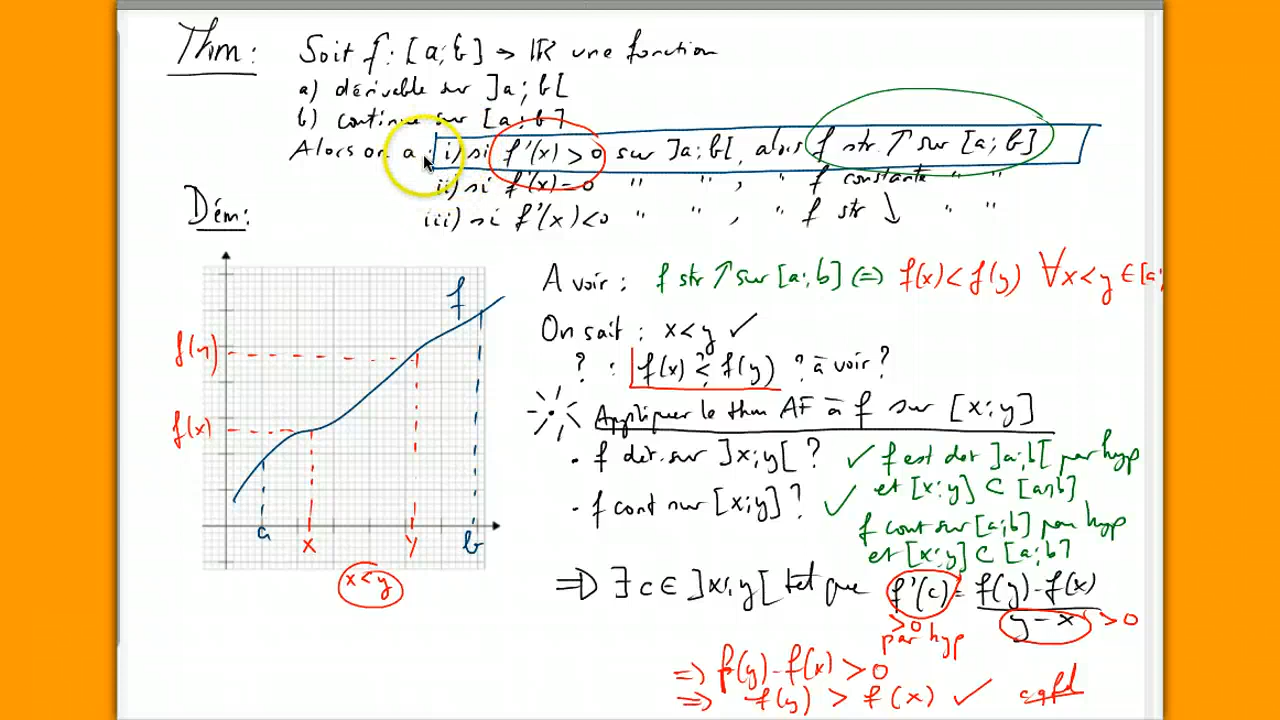 Thm : Soit f : [a ; b] → ℝ une fonction
a) dérivable sur ]a ; b[
b) continue sur [a ; b]
Alors on a : i) si f'(x) > 0 sur ]a; b[, alors f str. ↗ sur [a ; b]
ii) si f'(x) = 0 " " , " f constante " "
iii) si f'(x) < 0 " " , " f str ↘ " "
Dém :
f
f(y)
f(x)
a x y b
x < y
A voir : f str ↗ sur [a ; b] (=) f(x) < f(y) ∀x < y ∈ [a ;
On sait : x < y ✓
? : f(x) ?< f(y) ? à voir ?
Appliquer le thm AF à f sur [x ; y]
• f dér. sur ]x ; y[ ? ✓ f est dér ]a ; b[ par hyp
et [x ; y] ⊂ [a ; b]
• f cont sur [x ; y] ? ✓ f cont sur [a ; b] par hyp
et [x ; y] ⊂ [a ; b]
=> ∃ c ∈ ]x ; y[ tel que f'(c) = f(y) - f(x)
y - x > 0
> 0
par hyp
=> f(y) - f(x) > 0
=> f(y) > f(x) ✓ cqfd